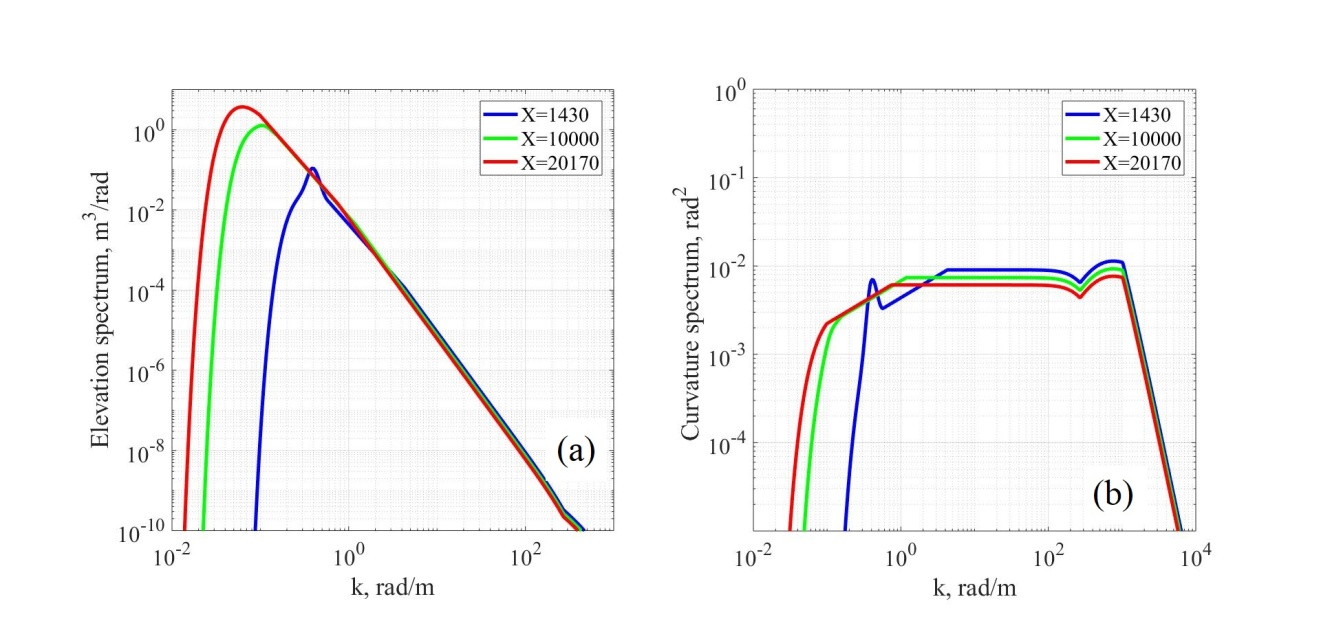 X=1430
X=10000
X=20170
10^0
10^-2
10^-4
10^-6
10^-8
10^-10
Elevation spectrum, m^3/rad
(a)
10^-2
10^0
10^2
k, rad/m
X=1430
X=10000
X=20170
10^0
10^-1
10^-2
10^-3
10^-4
Curvature spectrum, rad^2
(b)
10^-2
10^0
10^2
10^4
k, rad/m